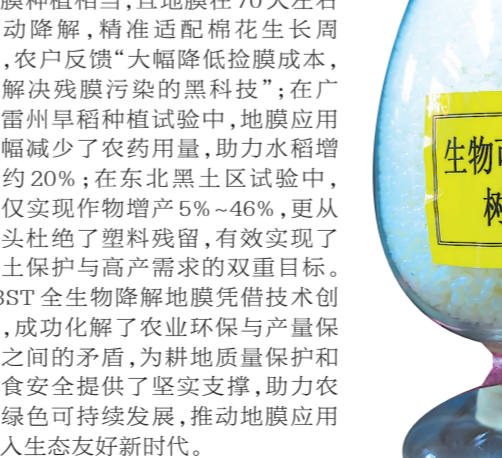 膜种植相当，且地膜在70天左右
动降解，精准适配棉花生长周
，农户反馈“大幅降低捡膜成本，
解决残膜污染的黑科技”；在广
雷州旱稻种植试验中，地膜应用
幅减少了农药用量，助力水稻增
约20%；在东北黑土区试验中，
仅实现作物增产5%~46%，更从
头杜绝了塑料残留，有效实现了
土保护与高产需求的双重目标。
BST全生物降解地膜凭借技术创
，成功化解了农业环保与产量保
之间的矛盾，为耕地质量保护和
食安全提供了坚实支撑，助力农
绿色可持续发展，推动地膜应用
入生态友好新时代。
生物可
树